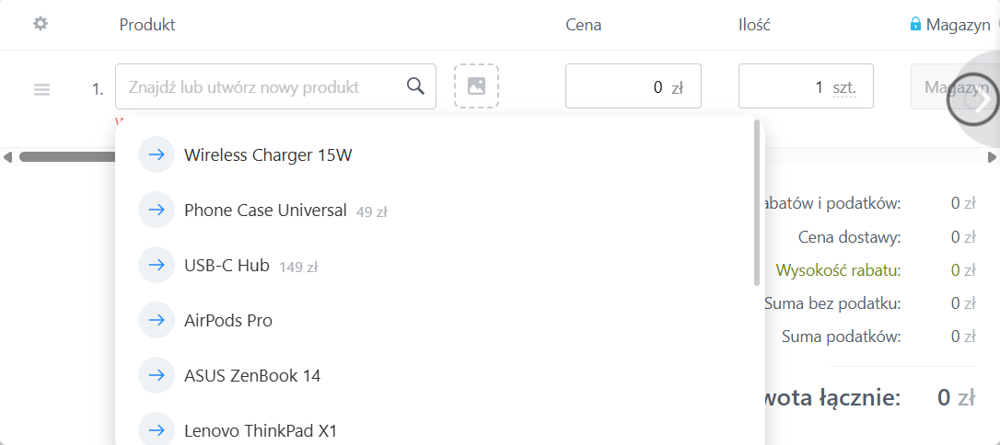 Produkt Cena Ilość Magazyn
1. Znajdź lub utwórz nowy produkt 0 zł 1 szt. Magazyn
Wireless Charger 15W
Phone Case Universal 49 zł
USB-C Hub 149 zł
AirPods Pro
ASUS ZenBook 14
Lenovo ThinkPad X1
i podatków: 0 zł
Cena dostawy: 0 zł
Wysokość rabatu: 0 zł
Suma bez podatku: 0 zł
Suma podatków: 0 zł
łącznie: 0 zł